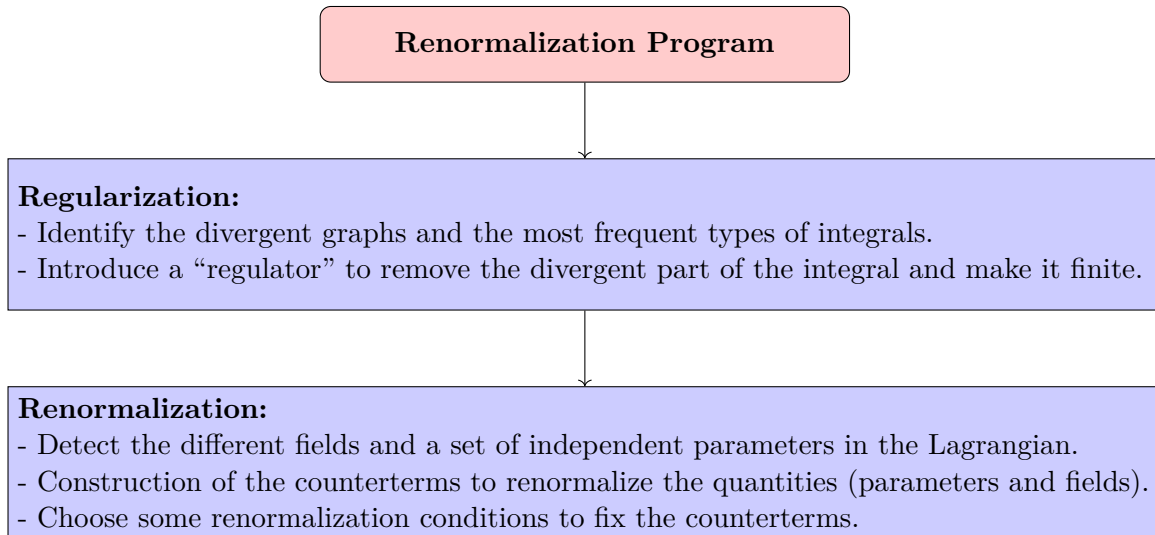 Renormalization Program
Regularization:
- Identify the divergent graphs and the most frequent types of integrals.
- Introduce a “regulator” to remove the divergent part of the integral and make it finite.
Renormalization:
- Detect the different fields and a set of independent parameters in the Lagrangian.
- Construction of the counterterms to renormalize the quantities (parameters and fields).
- Choose some renormalization conditions to fix the counterterms.